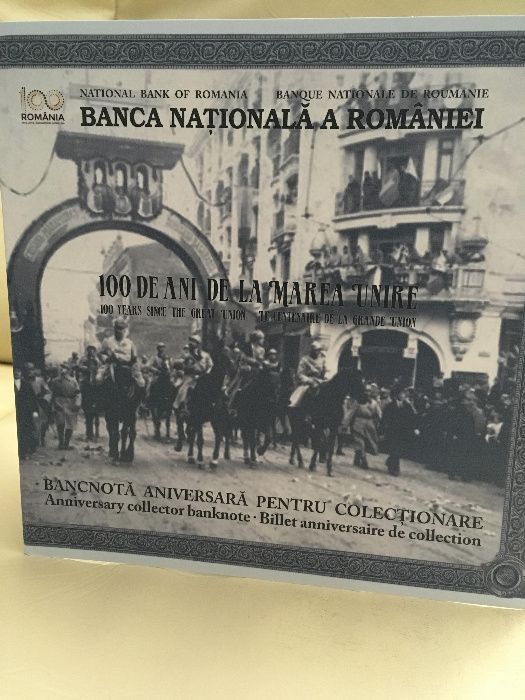 100
ROMÂNIA
NATIONAL BANK OF ROMANIA BANQUE NATIONALE DE ROUMANIE
BANCA NAȚIONALĂ A ROMÂNIEI
100 DE ANI DE LA MAREA UNIRE
100 YEARS SINCE THE GREAT UNION LE CENTENAIRE DE LA GRANDE UNION
BANCNOTĂ ANIVERSARĂ PENTRU COLECȚIONARE
Anniversary collector banknote · Billet anniversaire de collection